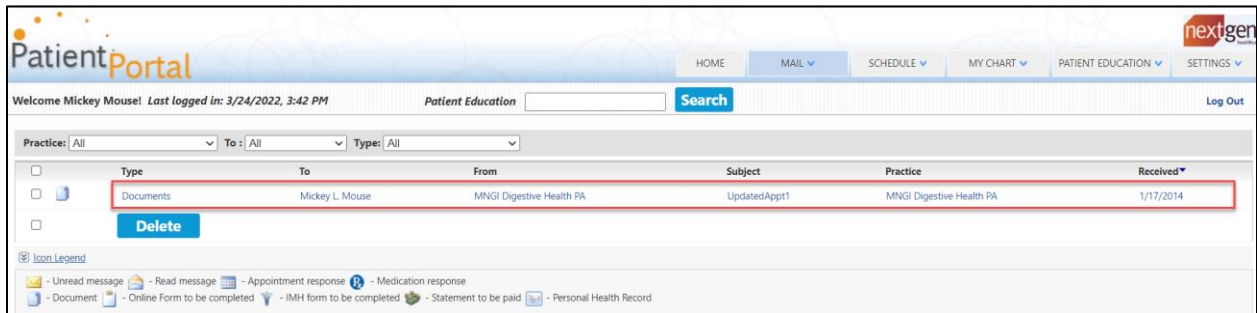 PatientPortal
nextgen
healthcare
HOME MAIL SCHEDULE MY CHART PATIENT EDUCATION SETTINGS
Welcome Mickey Mouse! Last logged in: 3/24/2022, 3:42 PM Patient Education Search Log Out
Practice: All To : All Type: All
Type To From Subject Practice Received
Documents Mickey L. Mouse MNGI Digestive Health PA UpdatedAppt1 MNGI Digestive Health PA 1/17/2014
Delete
Icon Legend
- Unread message - Read message - Appointment response - Medication response
- Document - Online Form to be completed - IMH form to be completed - Statement to be paid - Personal Health Record